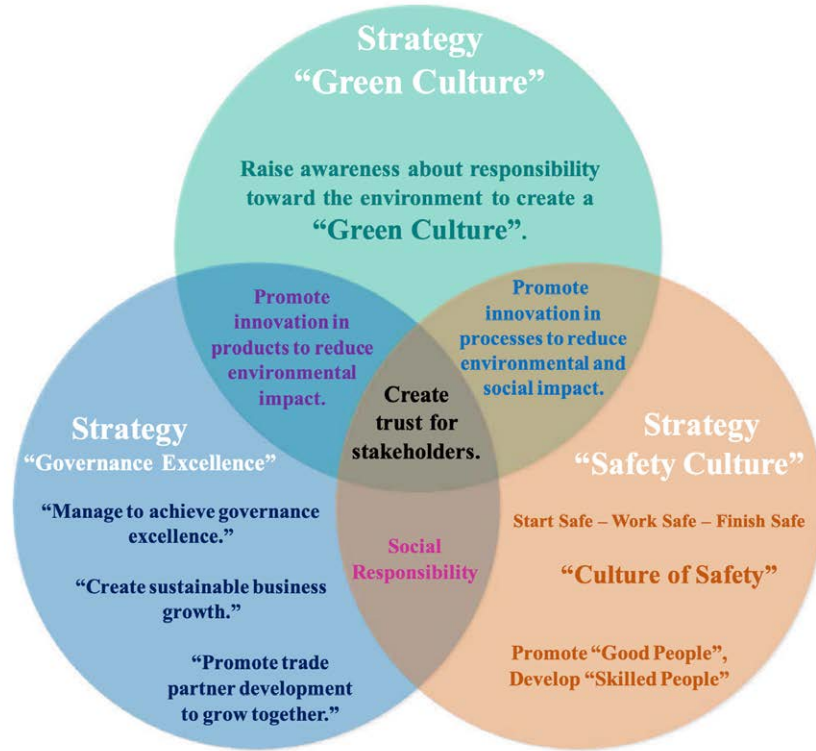 Strategy
“Green Culture”
Raise awareness about responsibility
toward the environment to create a
“Green Culture”.
Promote
innovation in
products to reduce
environmental
impact.
Promote
innovation in
processes to reduce
environmental and
social impact.
Create
trust for
stakeholders.
Strategy
“Governance Excellence”
“Manage to achieve governance
excellence.”
“Create sustainable business
growth.”
“Promote trade
partner development
to grow together.”
Social
Responsibility
Strategy
“Safety Culture”
Start Safe – Work Safe – Finish Safe
“Culture of Safety”
Promote “Good People”,
Develop “Skilled People”